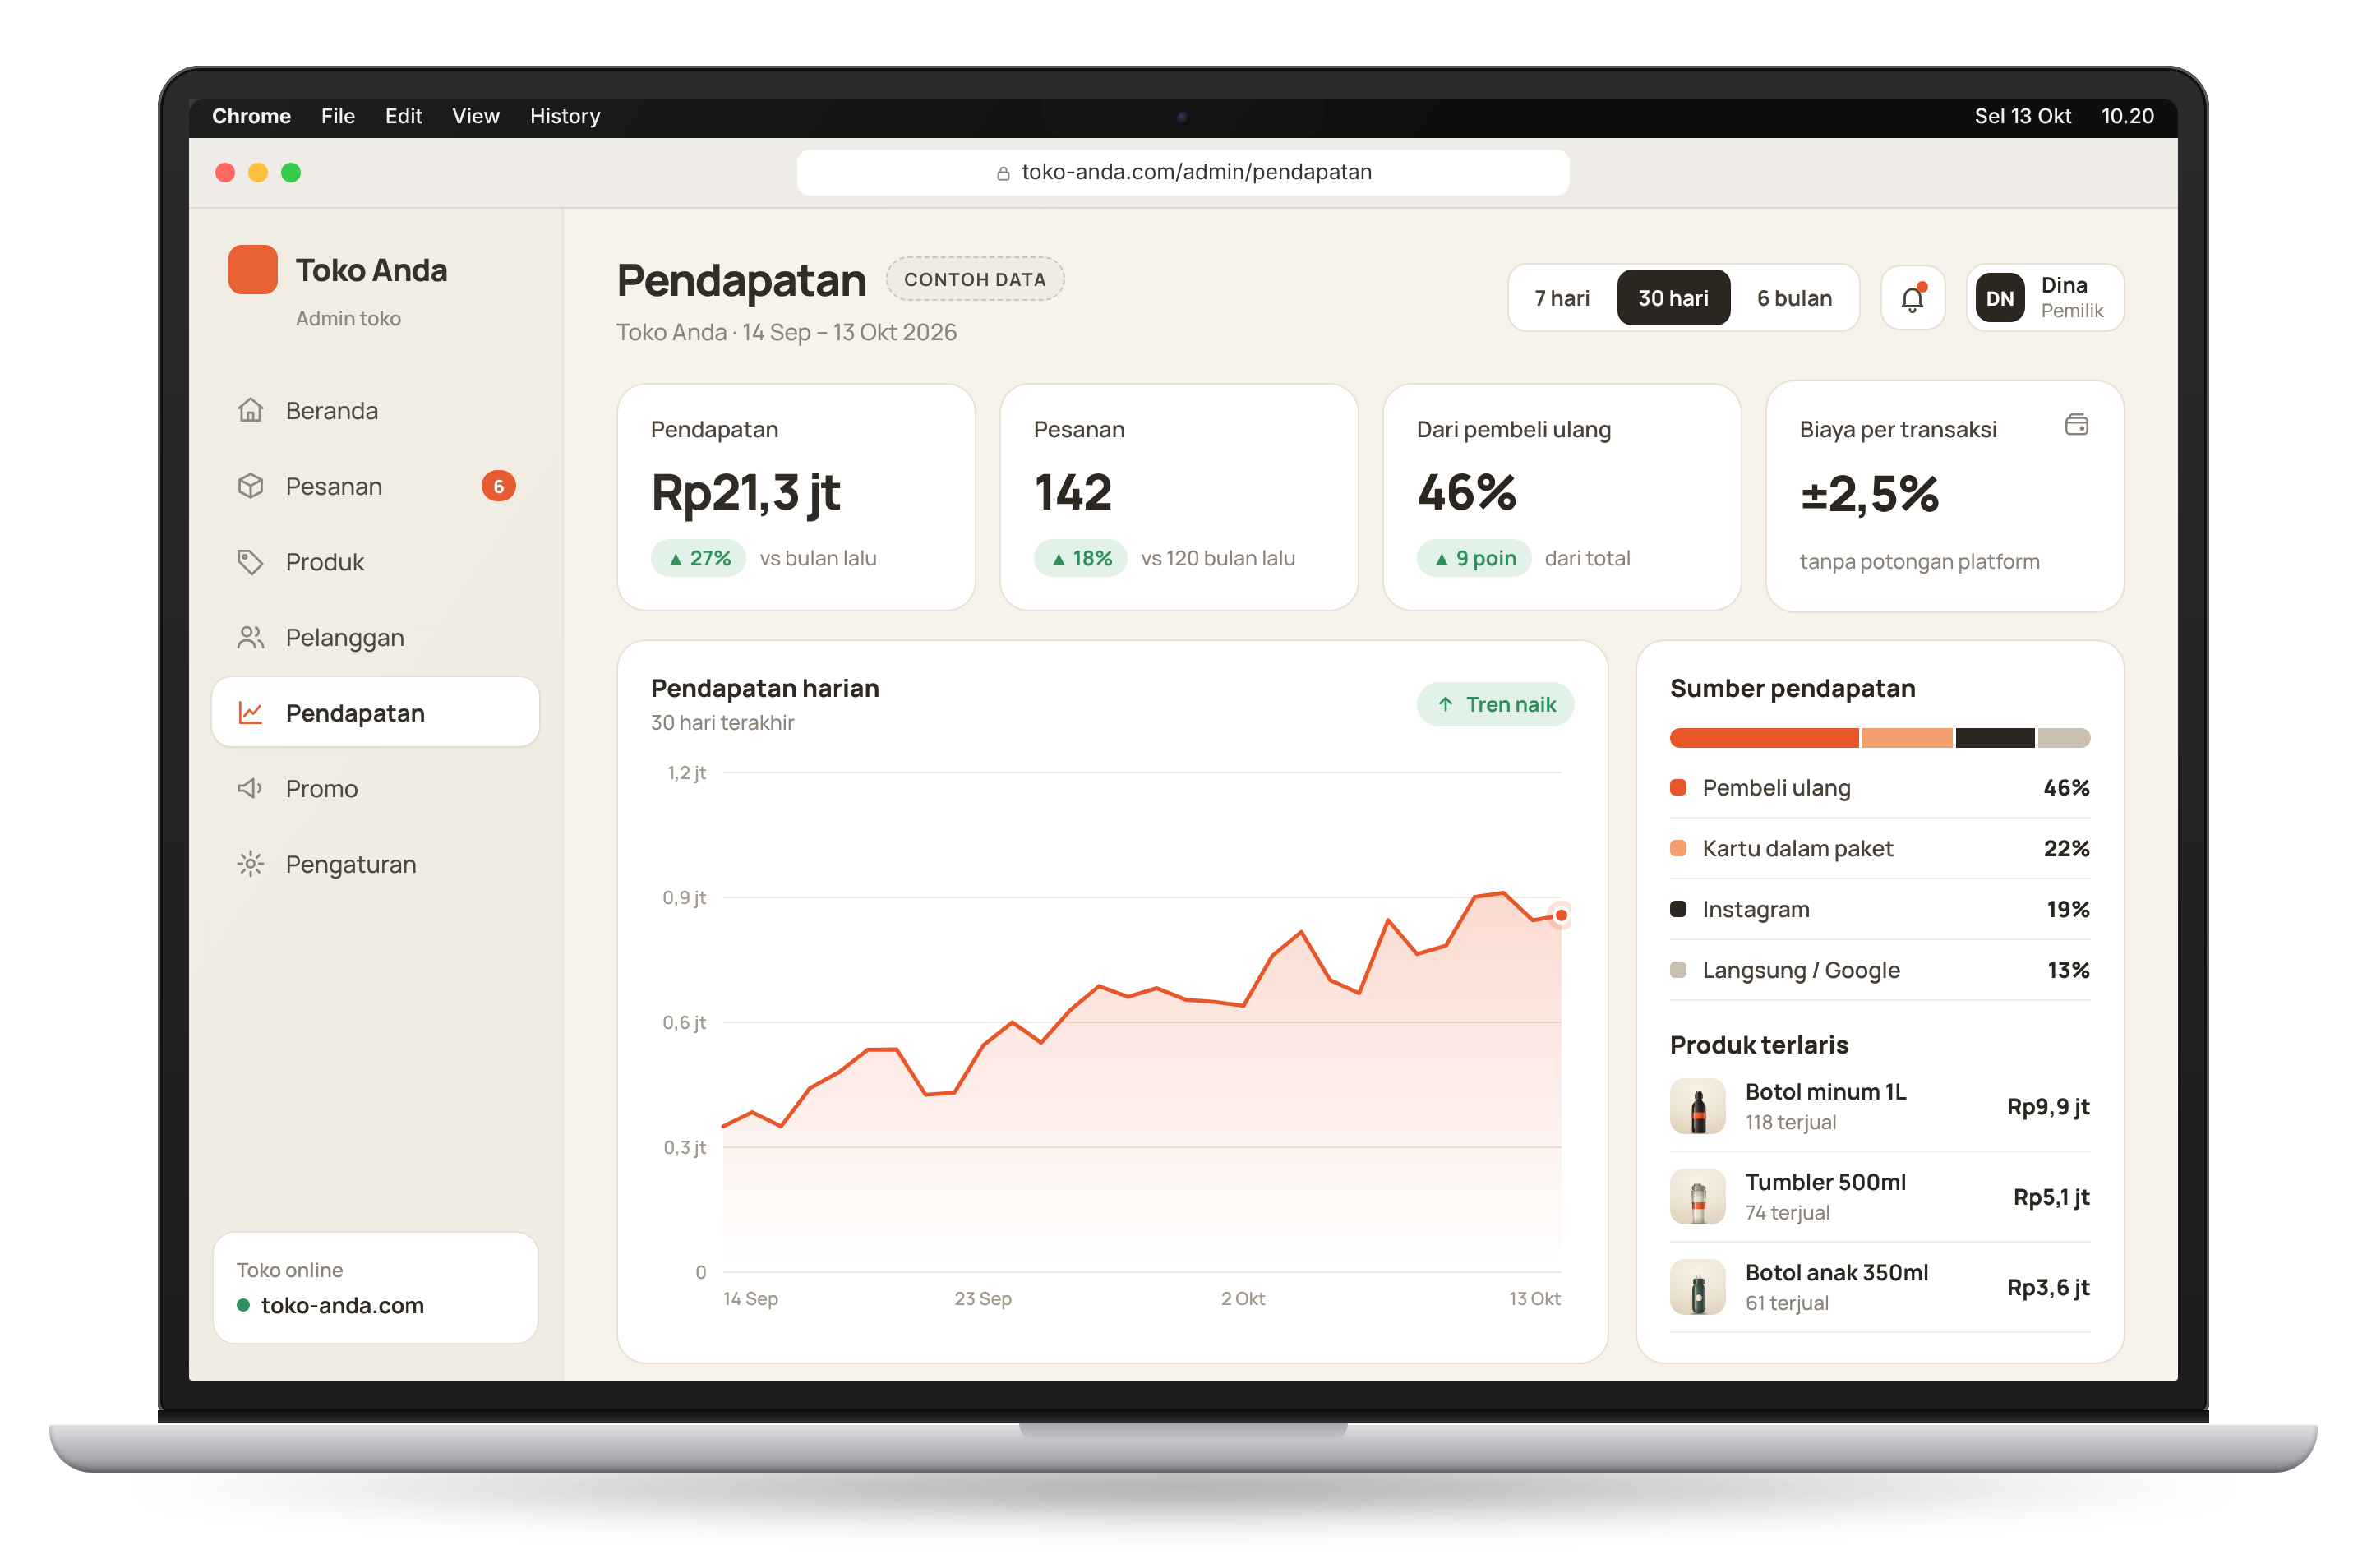 Chrome File Edit View History Sel 13 Okt 10.20
toko-anda.com/admin/pendapatan
Toko Anda
Admin toko
Beranda
Pesanan 6
Produk
Pelanggan
Pendapatan
Promo
Pengaturan
Toko online
toko-anda.com
Pendapatan CONTOH DATA
Toko Anda · 14 Sep – 13 Okt 2026
7 hari 30 hari 6 bulan
DN Dina
Pemilik
Pendapatan
Rp21,3 jt
▲ 27% vs bulan lalu
Pesanan
142
▲ 18% vs 120 bulan lalu
Dari pembeli ulang
46%
▲ 9 poin dari total
Biaya per transaksi
±2,5%
tanpa potongan platform
Pendapatan harian
30 hari terakhir
↑ Tren naik
1,2 jt
0,9 jt
0,6 jt
0,3 jt
0
14 Sep 23 Sep 2 Okt 13 Okt
Sumber pendapatan
Pembeli ulang 46%
Kartu dalam paket 22%
Instagram 19%
Langsung / Google 13%
Produk terlaris
Botol minum 1L
118 terjual
Rp9,9 jt
Tumbler 500ml
74 terjual
Rp5,1 jt
Botol anak 350ml
61 terjual
Rp3,6 jt